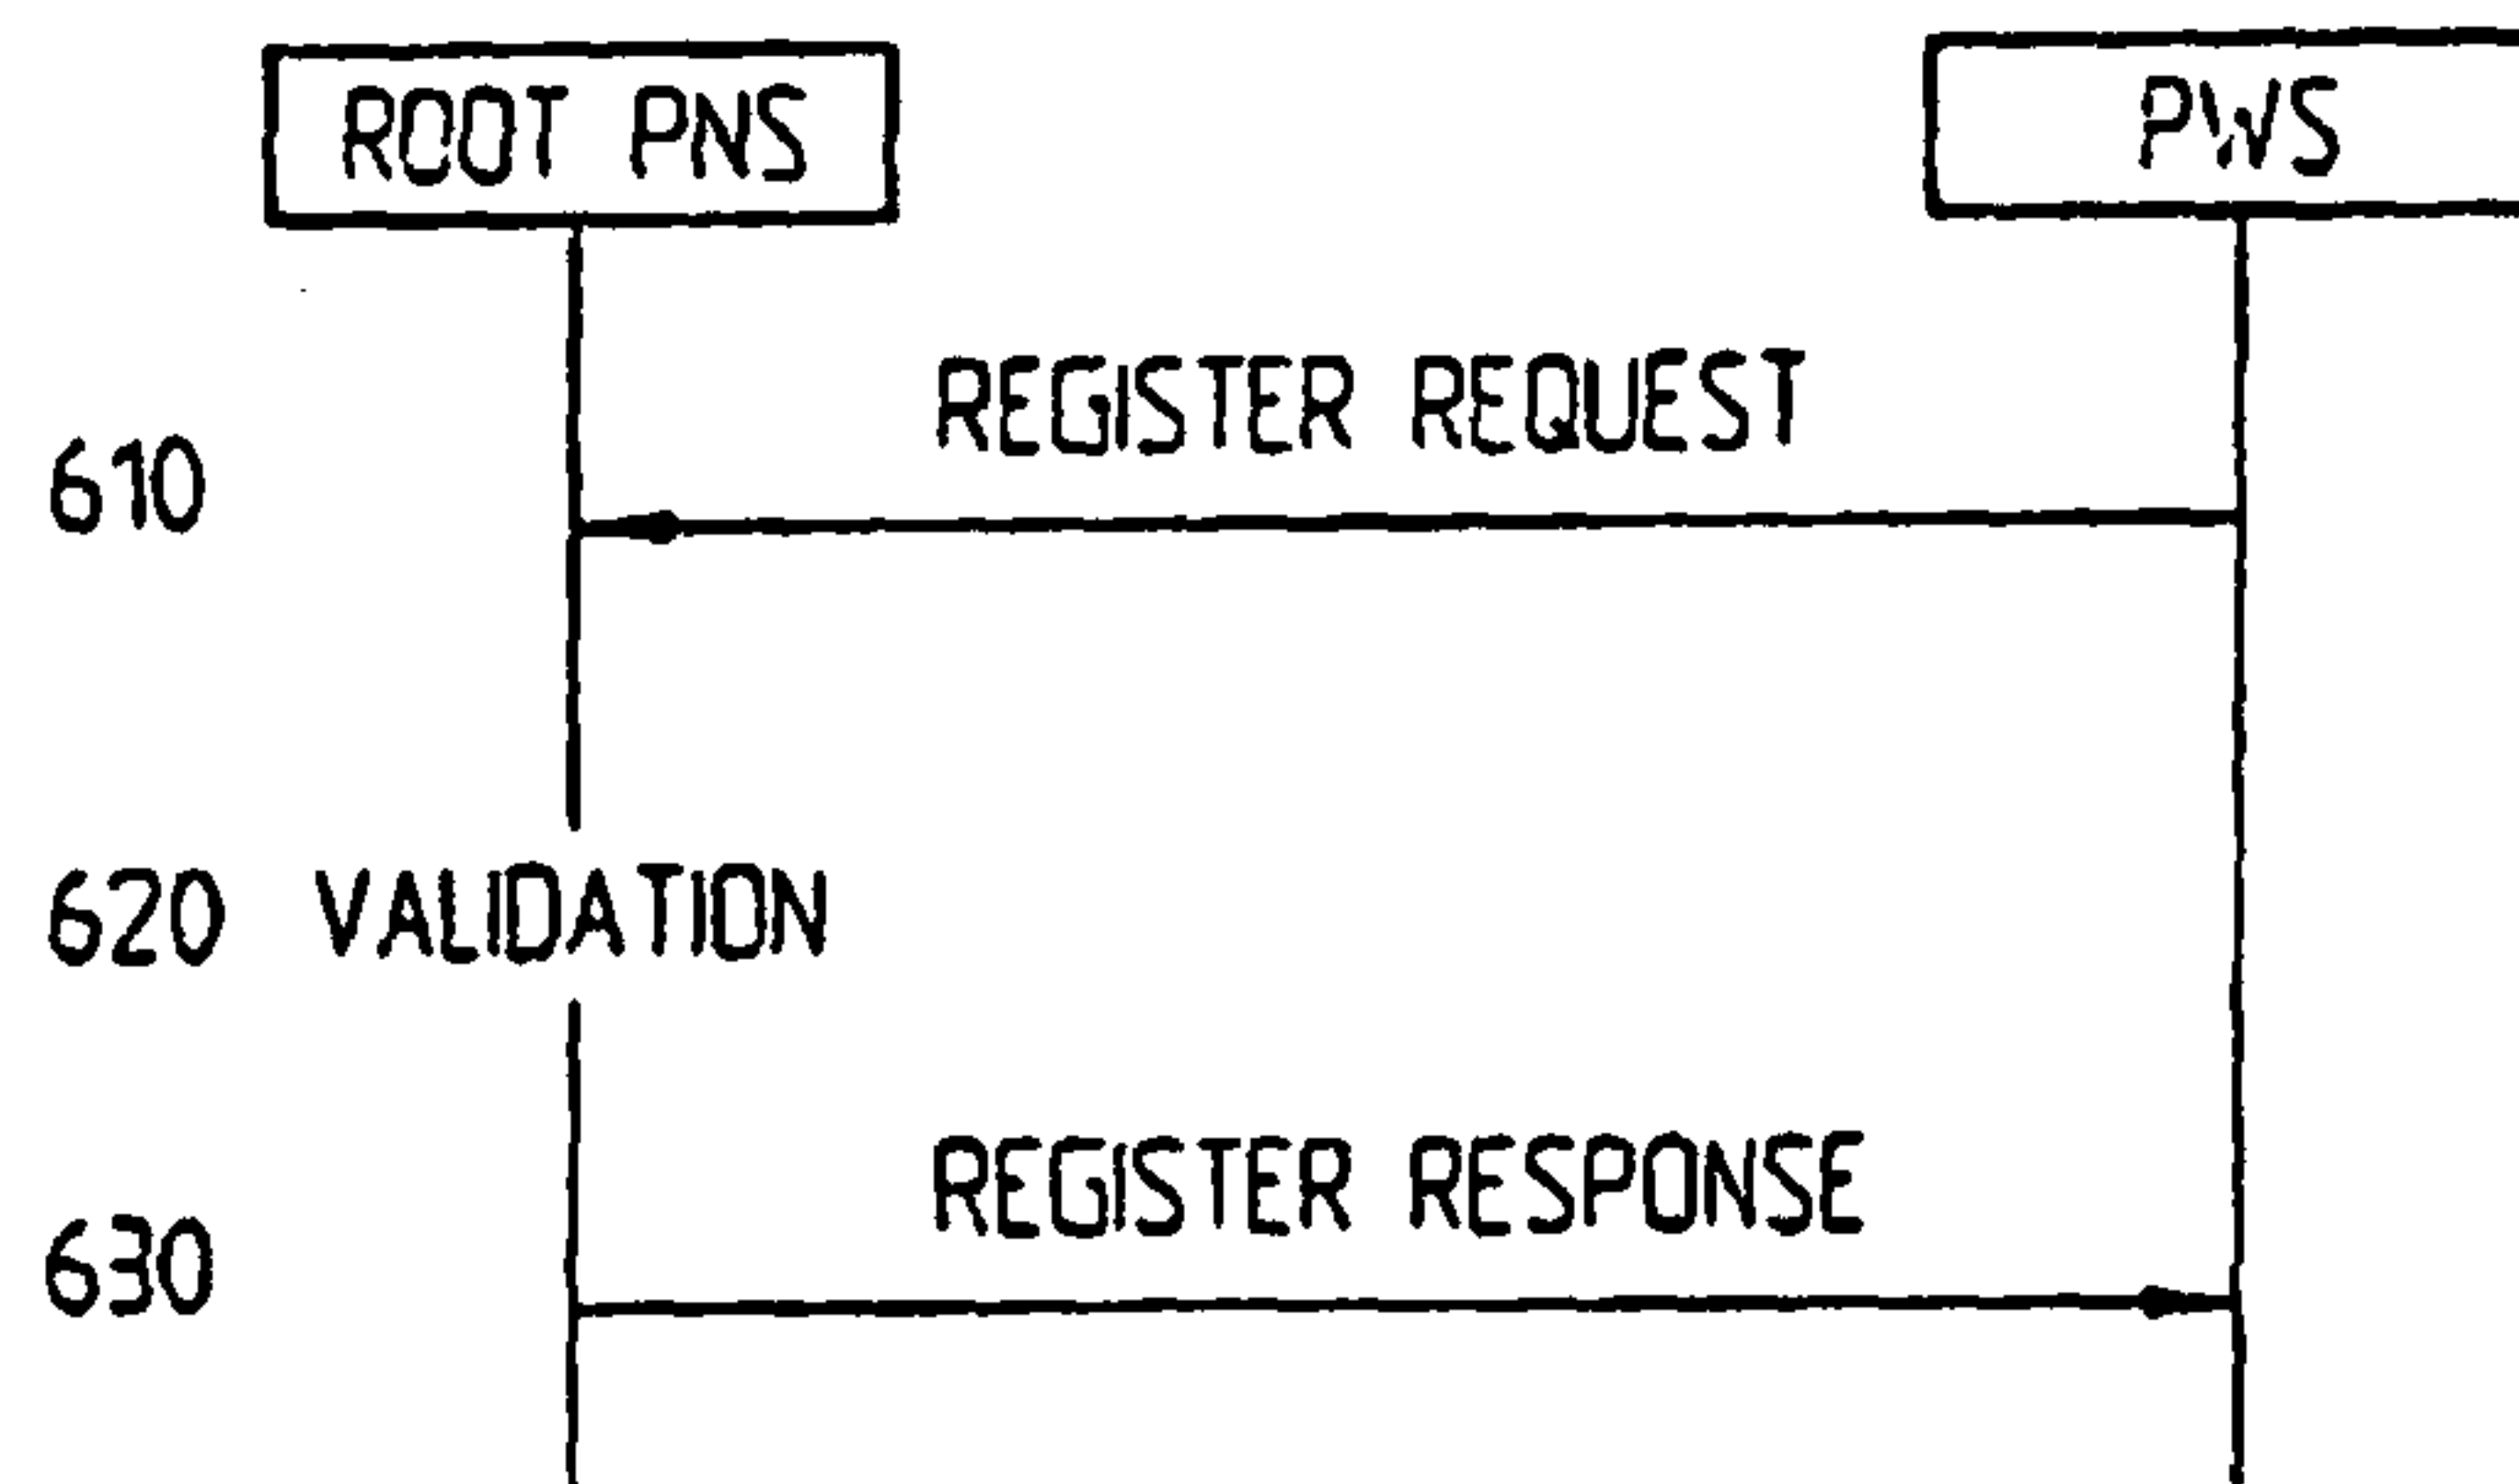 ROOT PNS
PWS
REGISTER REQUEST
610
620 VALIDATION
REGISTER RESPONSE
630